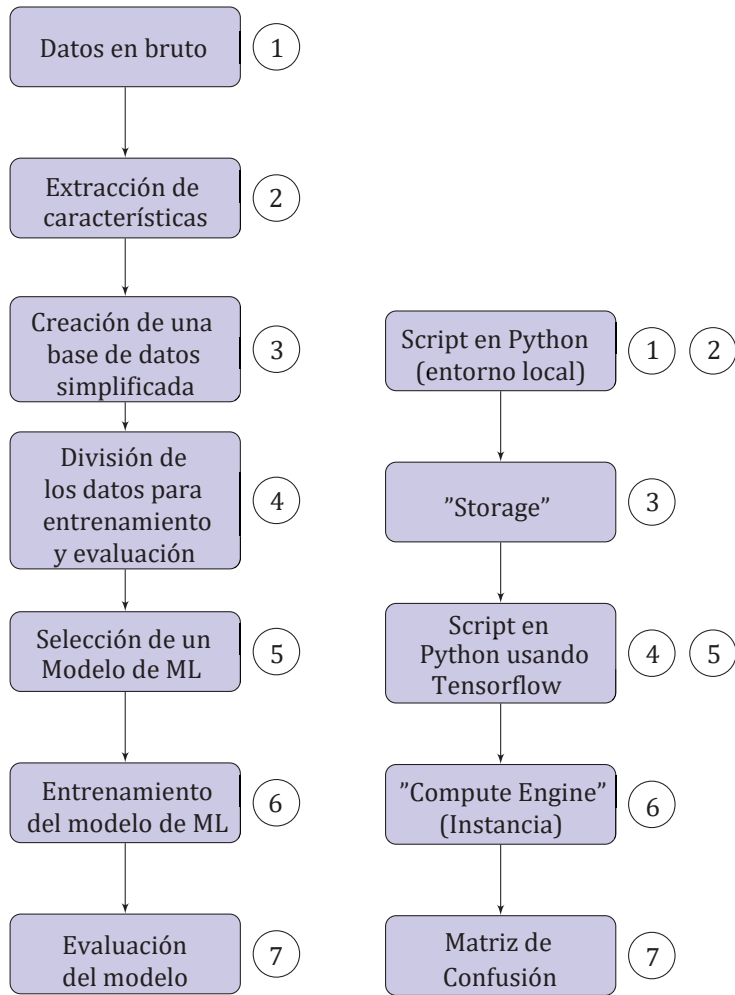 Datos en bruto
1
Extracción de
características
2
Creación de una
base de datos
simplificada
3
División de
los datos para
entrenamiento
y evaluación
4
Selección de un
Modelo de ML
5
Entrenamiento
del modelo de ML
6
Evaluación
del modelo
7
Script en Python
(entorno local)
1
2
”Storage”
3
Script en
Python usando
Tensorflow
4
5
”Compute Engine”
(Instancia)
6
Matriz de
Confusión
7